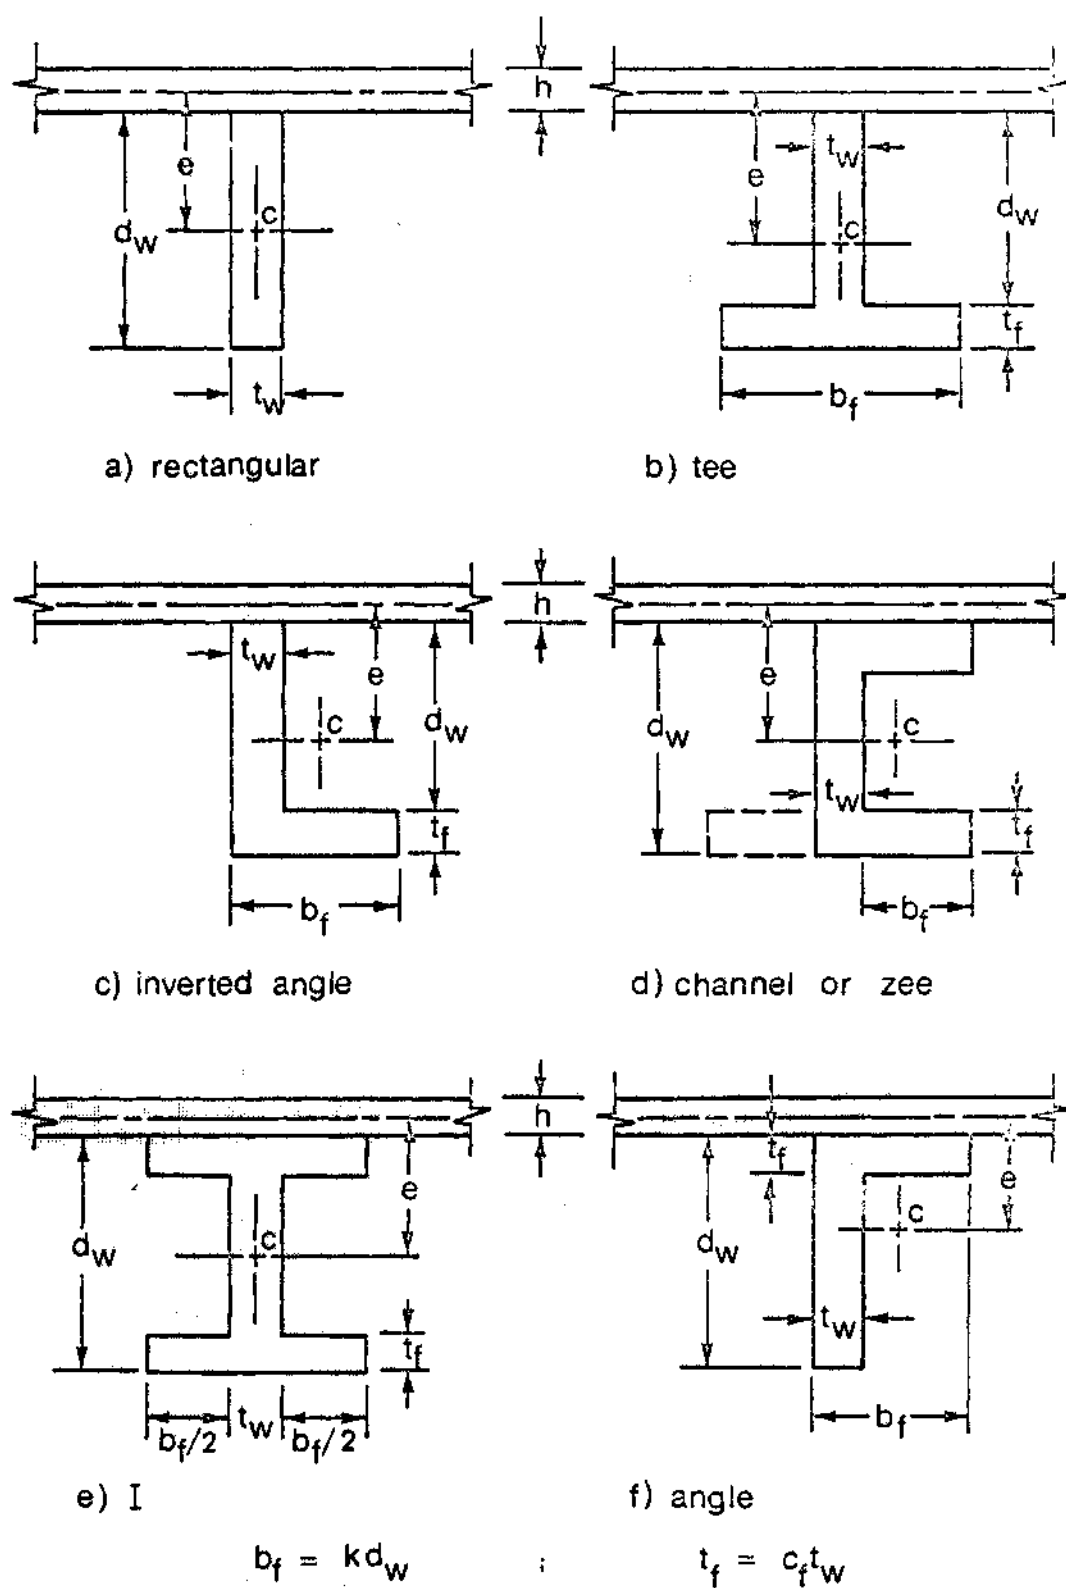 h
e
c
d_w
t_w
a) rectangular
t_w
e
c
d_w
t_f
b_f
b) tee
h
t_w
e
c
d_w
t_f
b_f
c) inverted angle
e
d_w
c
t_w
t_f
b_f
d) channel or zee
h
e
c
d_w
t_f
b_f/2 t_w b_f/2
e) I
t_f
e
c
d_w
t_w
b_f
f) angle
b_f = kd_w ; t_f = c_f t_w